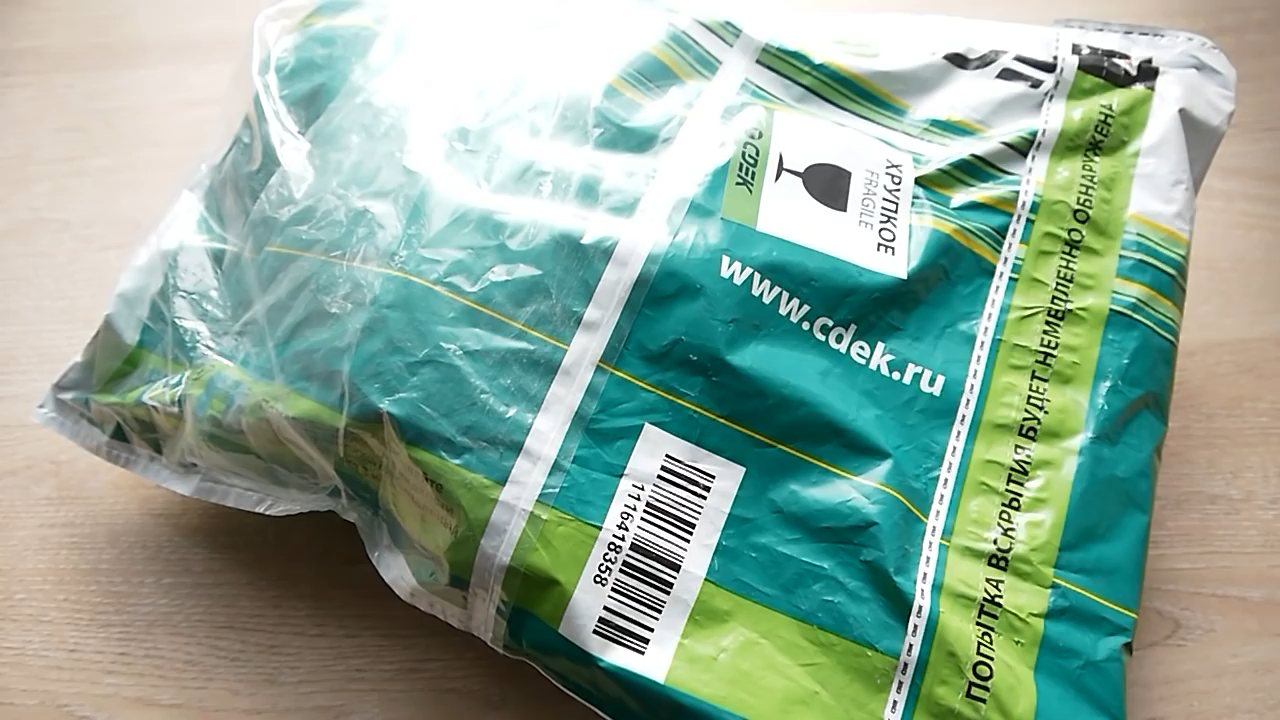 CDEK
ХРУПКОЕ
FRAGILE
www.cdek.ru
1116418358
ПОПЫТКА ВСКРЫТИЯ БУДЕТ НЕМЕДЛЕННО ОБНАРУЖЕНА